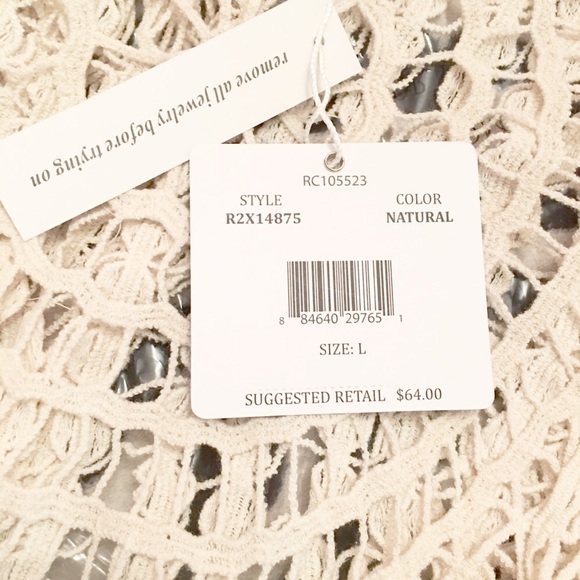 remove all jewelry before trying on
RC105523
STYLE COLOR
R2X14875 NATURAL
8 84640 29765 1
SIZE: L
SUGGESTED RETAIL $64.00